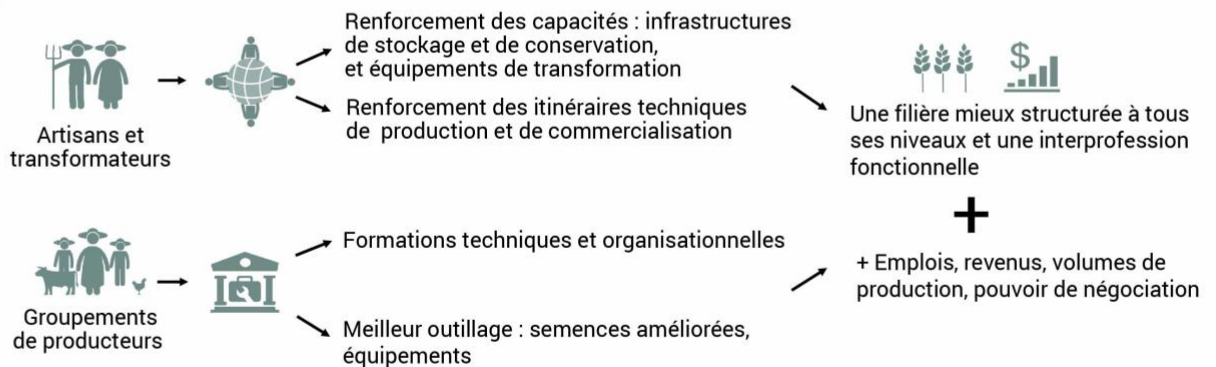 Renforcement des capacités : infrastructures
de stockage et de conservation,
et équipements de transformation
Renforcement des itinéraires techniques
de production et de commercialisation
Artisans et
transformateurs
$
Une filière mieux structurée à tous
ses niveaux et une interprofession
fonctionnelle
+
Formations techniques et organisationnelles
Meilleur outillage : semences améliorées,
équipements
Groupements
de producteurs
+ Emplois, revenus, volumes de
production, pouvoir de négociation